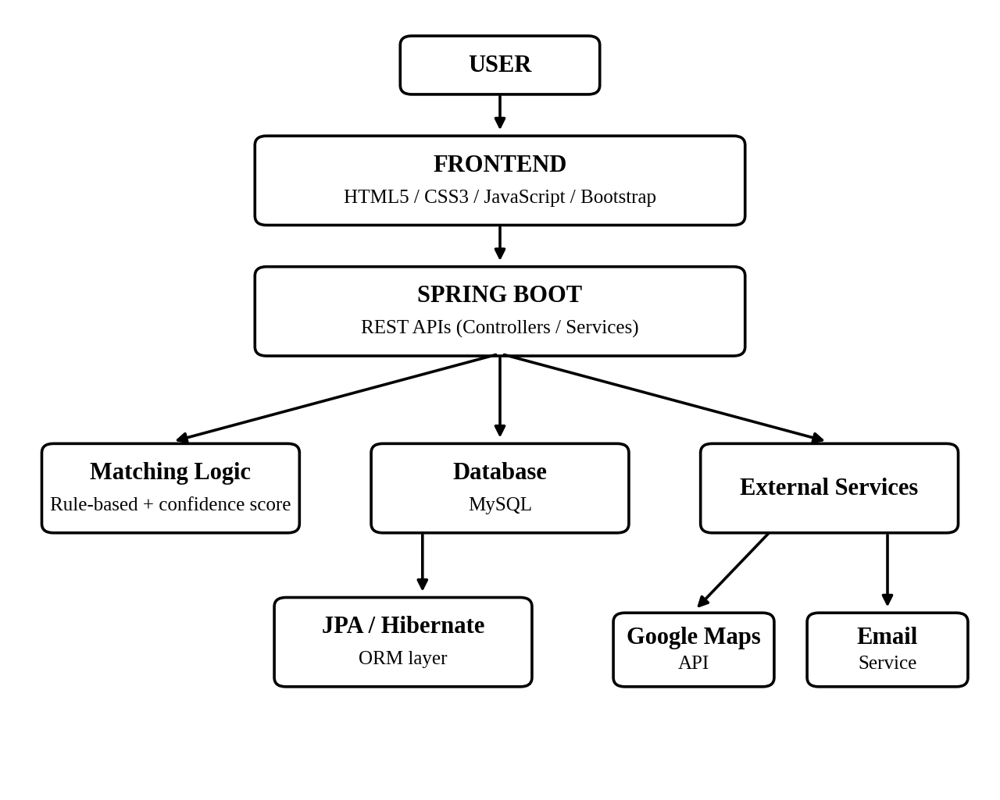 USER
FRONTEND
HTML5 / CSS3 / JavaScript / Bootstrap
SPRING BOOT
REST APIs (Controllers / Services)
Matching Logic
Rule-based + confidence score
Database
MySQL
External Services
JPA / Hibernate
ORM layer
Google Maps
API
Email
Service